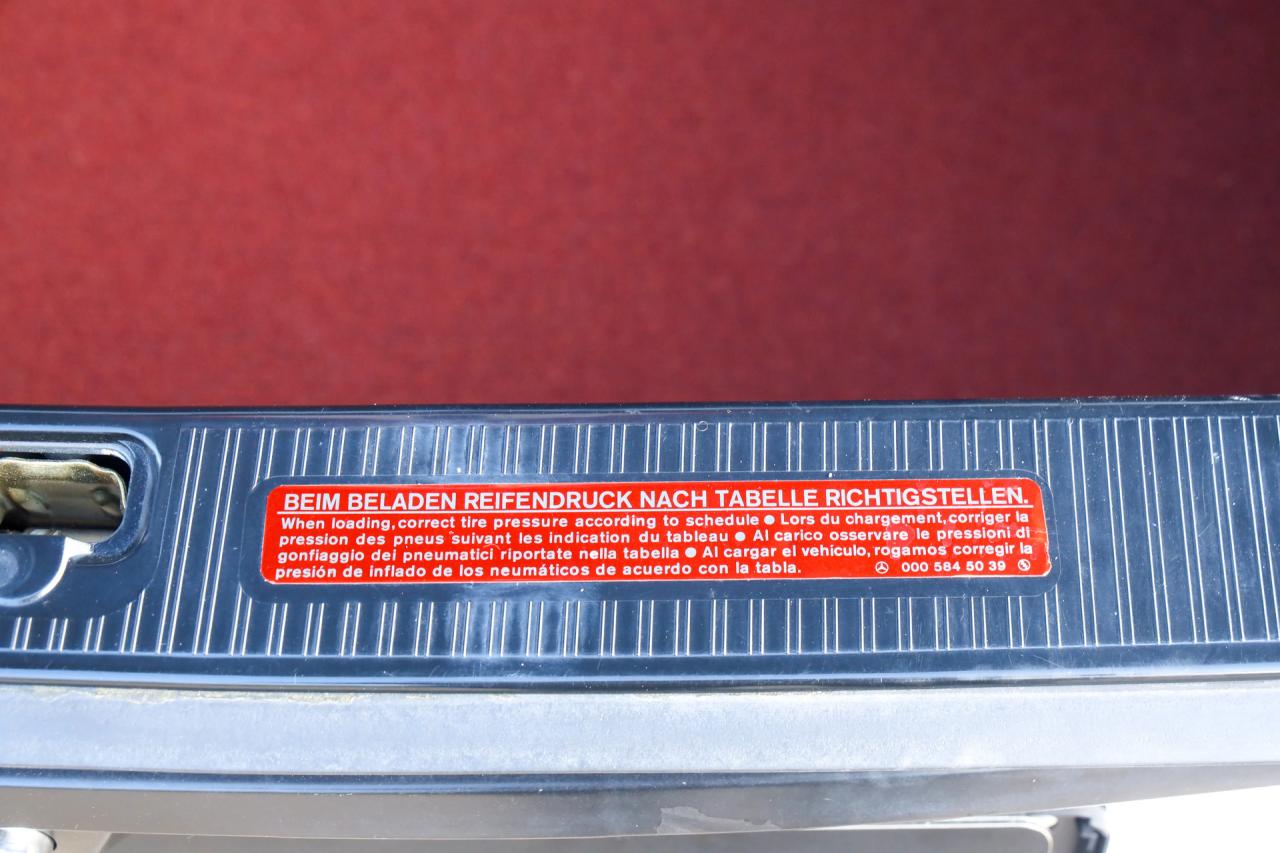 BEIM BELADEN REIFENDRUCK NACH TABELLE RICHTIGSTELLEN.
When loading, correct tire pressure according to schedule ● Lors du chargement, corriger la
pression des pneus suivant les indication du tableau ● Al carico osservare le pressioni di
gonfiaggio dei pneumatici riportate nella tabella ● Al cargar el vehículo, rogamos corregir la
presión de inflado de los neumáticos de acuerdo con la tabla. 000 584 50 39